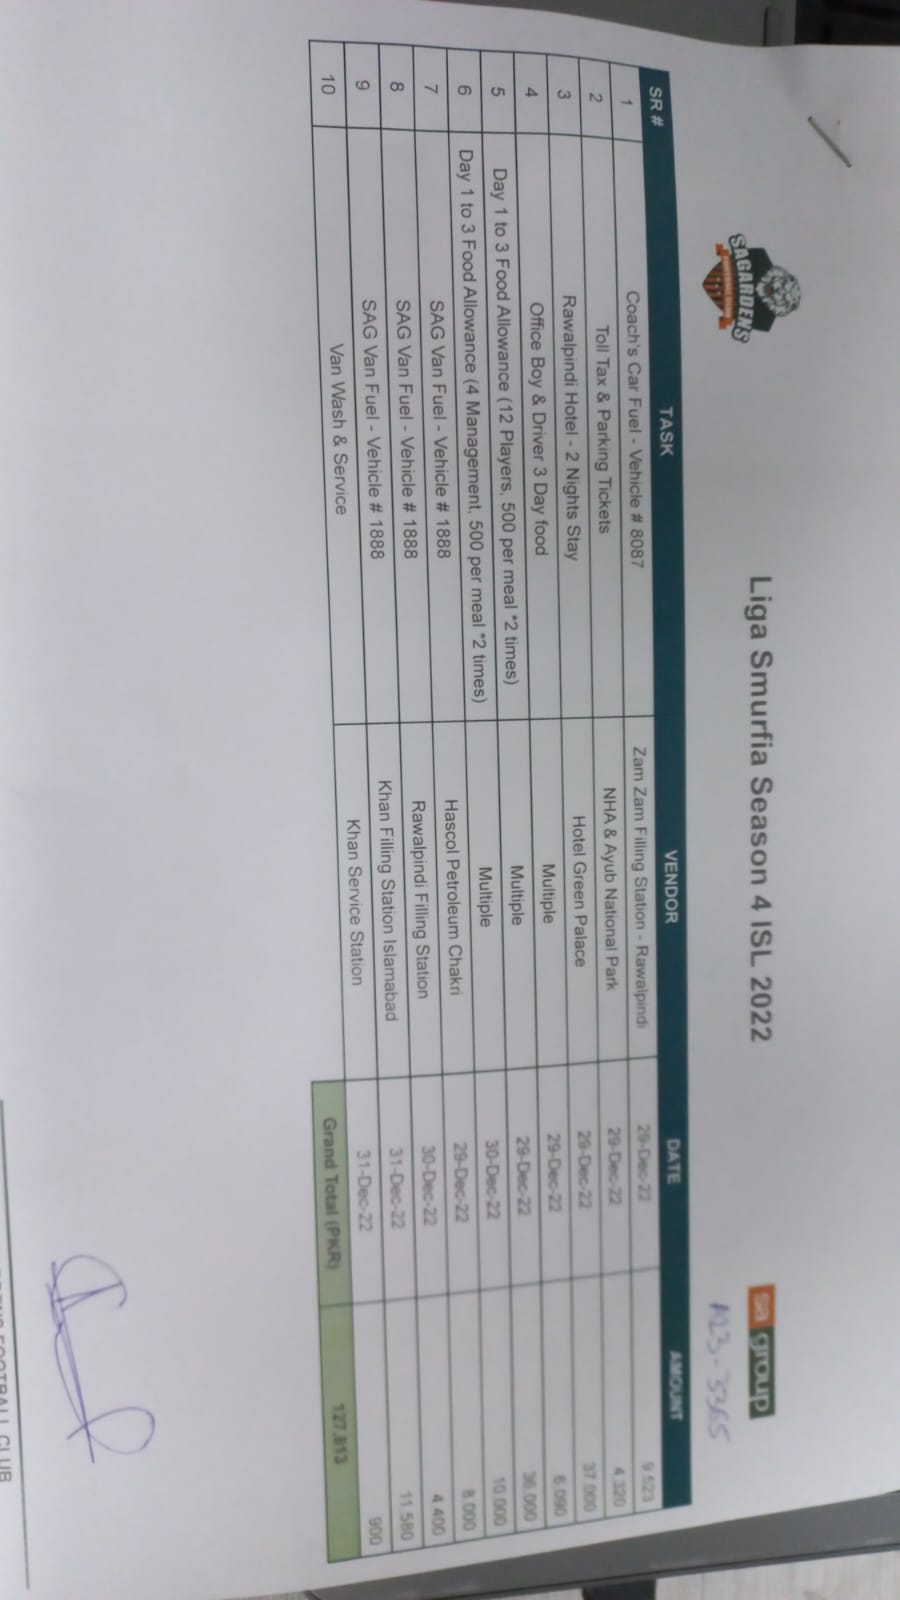 SAGARDENS
FOOTBALL CLUB
Liga Smurfia Season 4 ISL 2022
sa group
A23-3365
SR # TASK VENDOR DATE AMOUNT
1 Coach's Car Fuel - Vehicle # 8087 Zam Zam Filling Station - Rawalpindi 29-Dec-22 9,523
2 Toll Tax & Parking Tickets NHA & Ayub National Park 29-Dec-22 4,320
3 Rawalpindi Hotel - 2 Nights Stay Hotel Green Palace 29-Dec-22 37,000
4 Office Boy & Driver 3 Day food Multiple 29-Dec-22 6,090
5 Day 1 to 3 Food Allowance (12 Players, 500 per meal *2 times) Multiple 29-Dec-22 36,000
6 Day 1 to 3 Food Allowance (4 Management, 500 per meal *2 times) Multiple 30-Dec-22 10,000
7 SAG Van Fuel - Vehicle # 1888 Hascol Petroleum Chakri 29-Dec-22 8,000
8 SAG Van Fuel - Vehicle # 1888 Rawalpindi Filling Station 30-Dec-22 4,400
9 SAG Van Fuel - Vehicle # 1888 Khan Filling Station Islamabad 31-Dec-22 11,580
10 Van Wash & Service Khan Service Station 31-Dec-22 900
Grand Total (PKR) 127,813
FOOTBALL CLUB